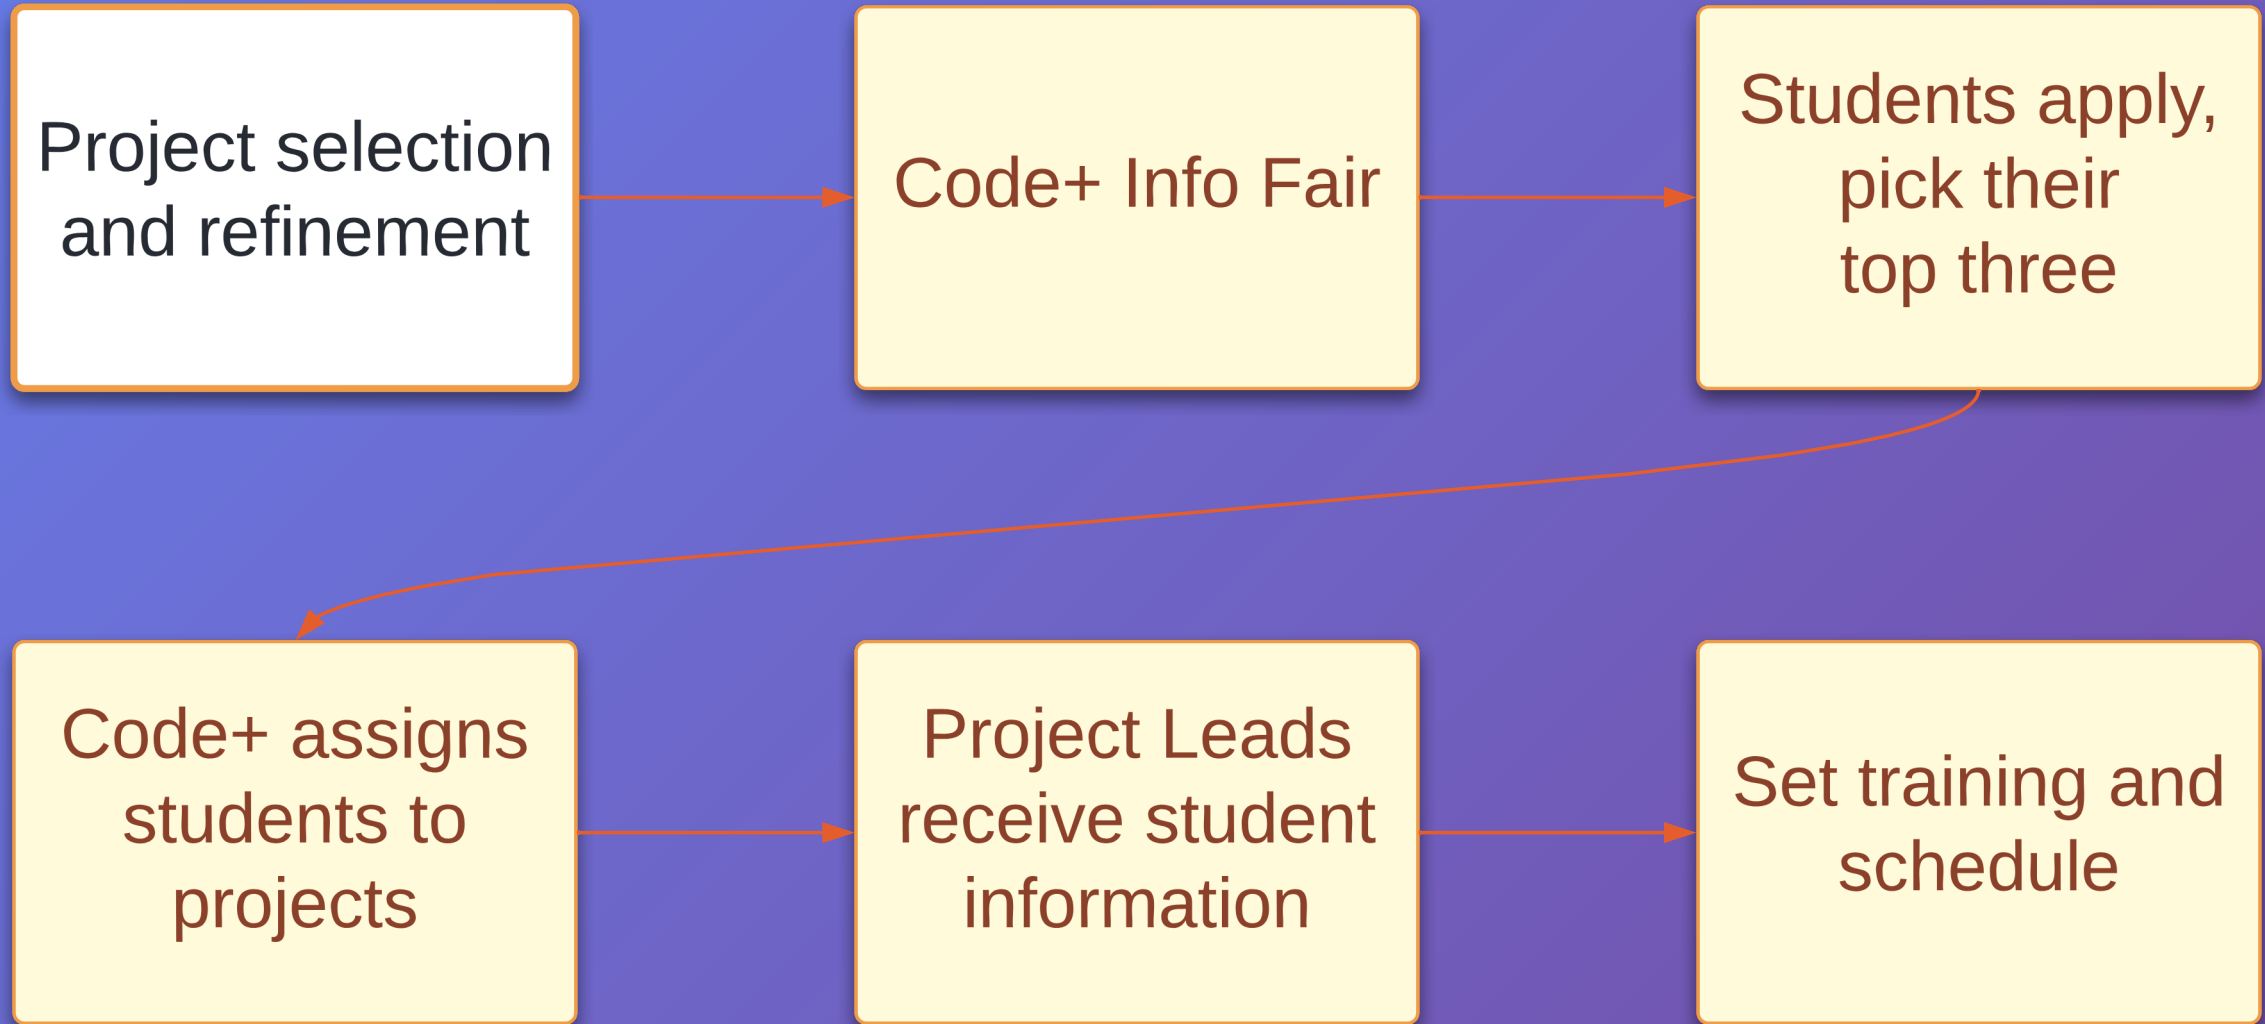 Project selection
and refinement
Code+ Info Fair
Students apply,
pick their
top three
Code+ assigns
students to
projects
Project Leads
receive student
information
Set training and
schedule